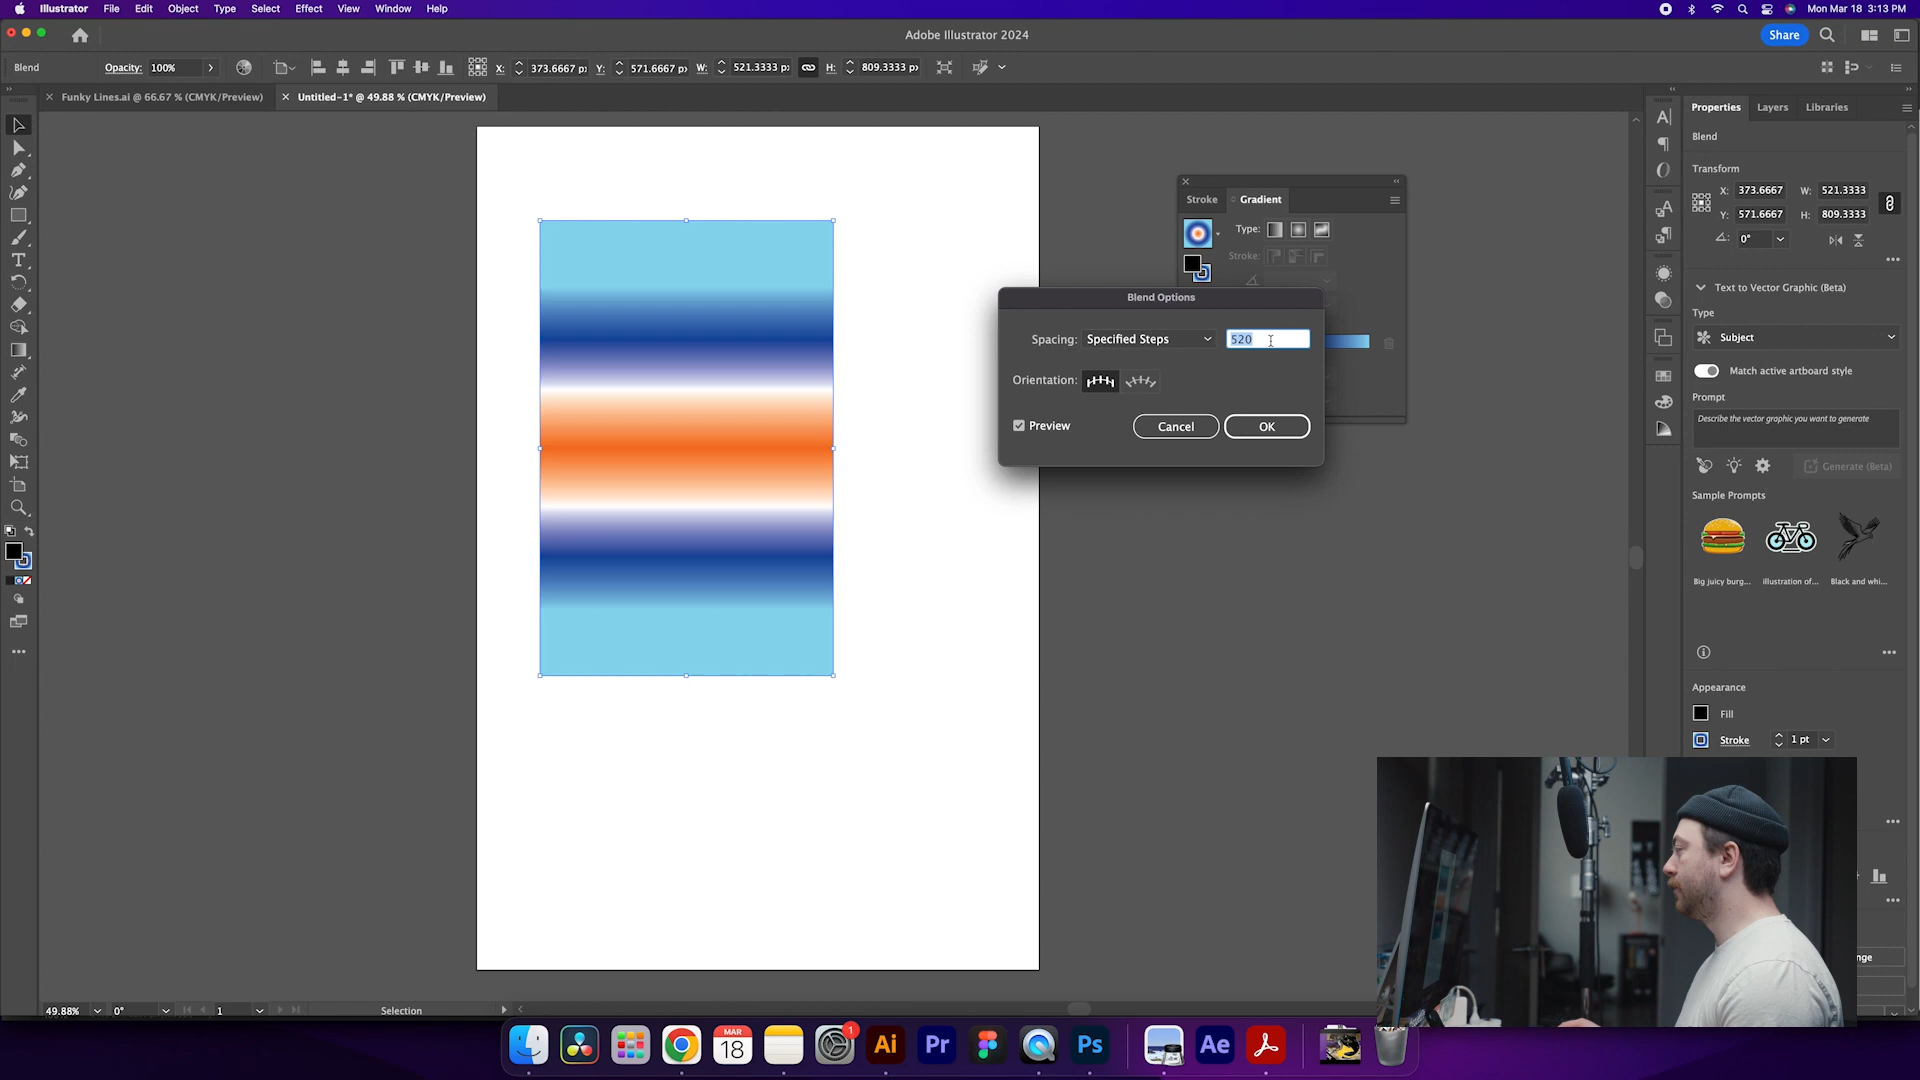 Illustrator File Edit Object Type Select Effect View Window Help
Mon Mar 18 3:13 PM
Adobe Illustrator 2024
Share
Blend Opacity: 100% X: 373.6667 p Y: 571.6667 p W: 521.3333 p H: 809.3333 p
Funky Lines.ai @ 66.67 % (CMYK/Preview)
Untitled-1* @ 49.88 % (CMYK/Preview)
Properties Layers Libraries
Blend
Transform
X: 373.6667 W: 521.3333
Y: 571.6667 H: 809.3333
0°
Text to Vector Graphic (Beta)
Type
Subject
Match active artboard style
Prompt
Describe the vector graphic you want to generate
Generate (Beta)
Sample Prompts
Big juicy burg... illustration of... Black and whi...
Appearance
Fill
Stroke 1 pt
nge
Stroke Gradient
Type:
Stroke:
Blend Options
Spacing: Specified Steps 520
Orientation:
Preview Cancel OK
49.88% 0° 1 Selection
MAR
18
1
Ai Pr Ps Ae